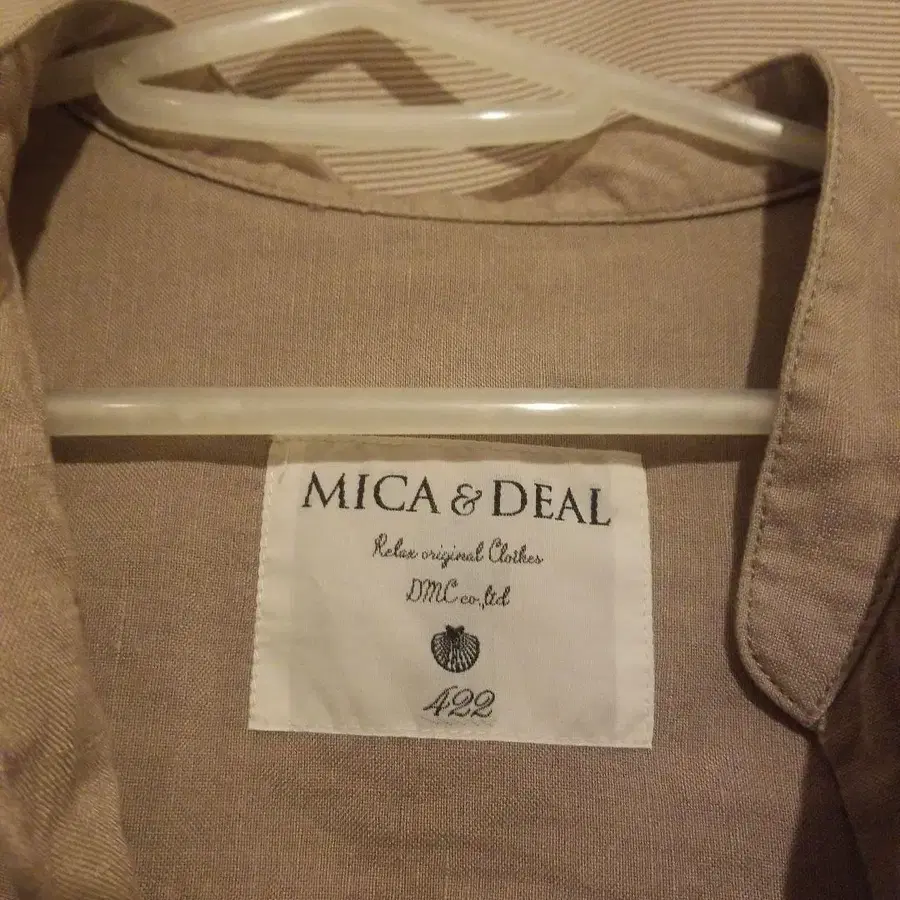 MICA & DEAL
Relax original Clothes
DMC co.,ltd
422